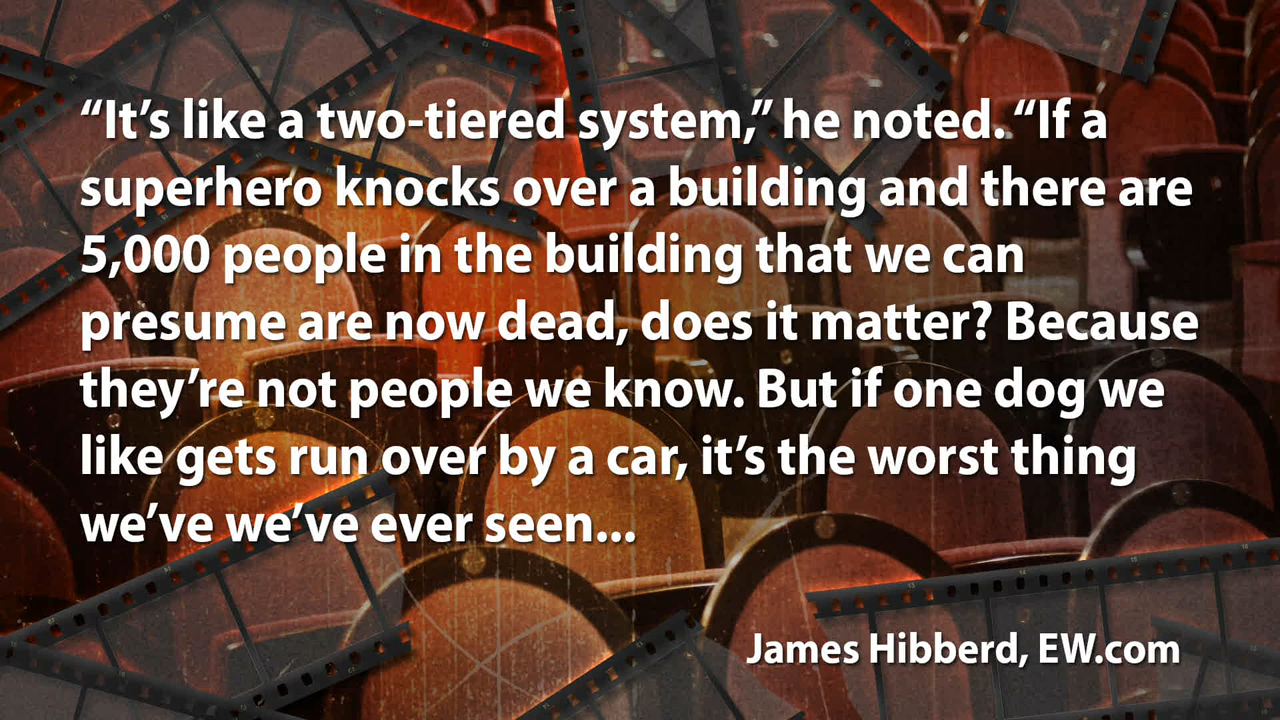 “It’s like a two-tiered system,” he noted. “If a
superhero knocks over a building and there are
5,000 people in the building that we can
presume are now dead, does it matter? Because
they’re not people we know. But if one dog we
like gets run over by a car, it’s the worst thing
we’ve we’ve ever seen...
James Hibberd, EW.com